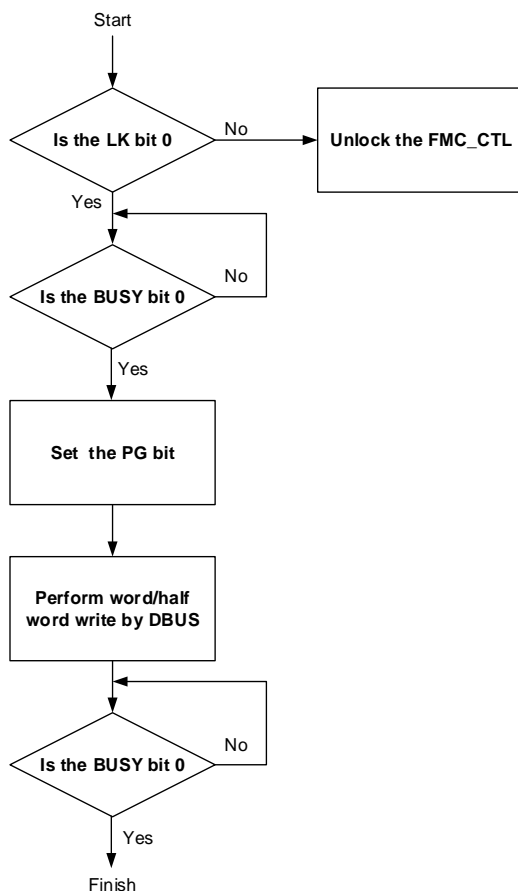 Start
Is the LK bit 0
No
Unlock the FMC_CTL
Yes
No
Is the BUSY bit 0
Yes
Set the PG bit
Perform word/half
word write by DBUS
No
Is the BUSY bit 0
Yes
Finish